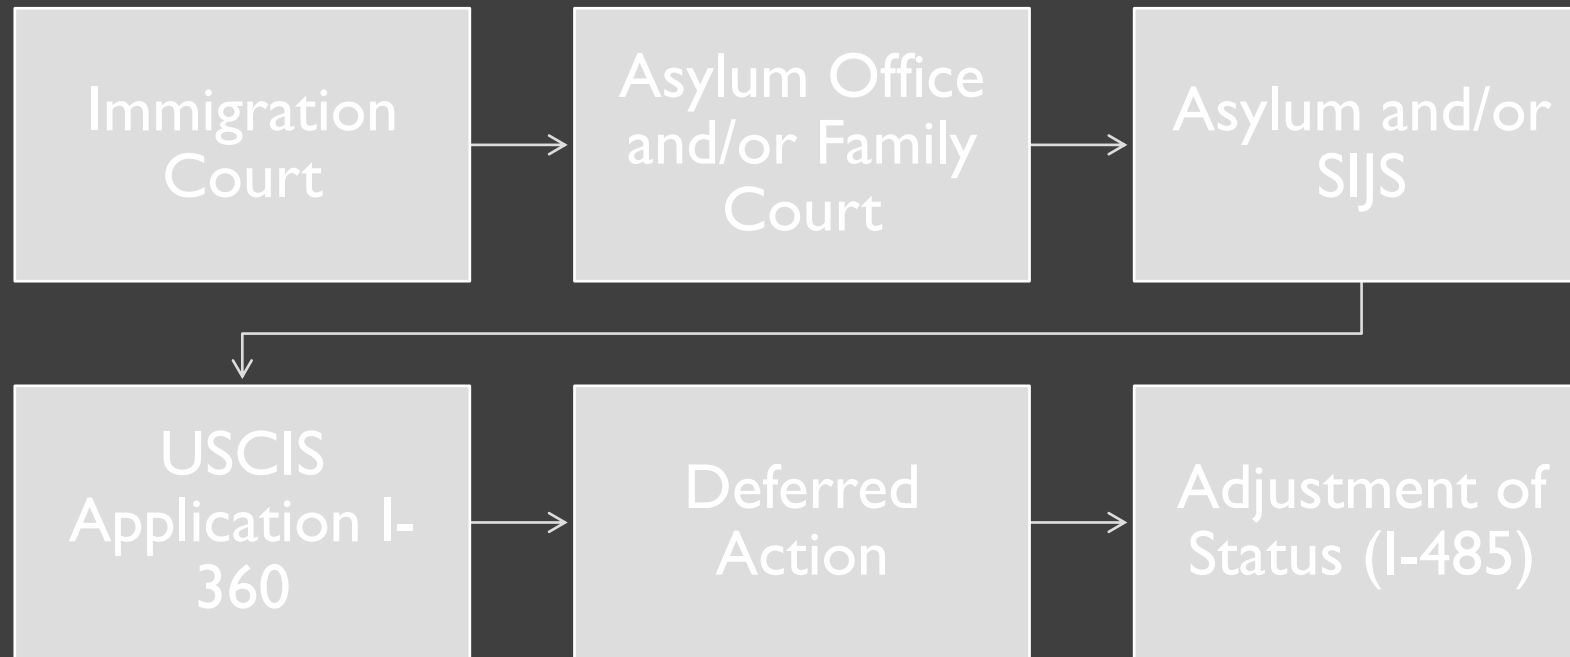 Immigration
Court
Asylum Office
and/or Family
Court
Asylum and/or
SIJS
USCIS
Application I-
360
Deferred
Action
Adjustment of
Status (I-485)